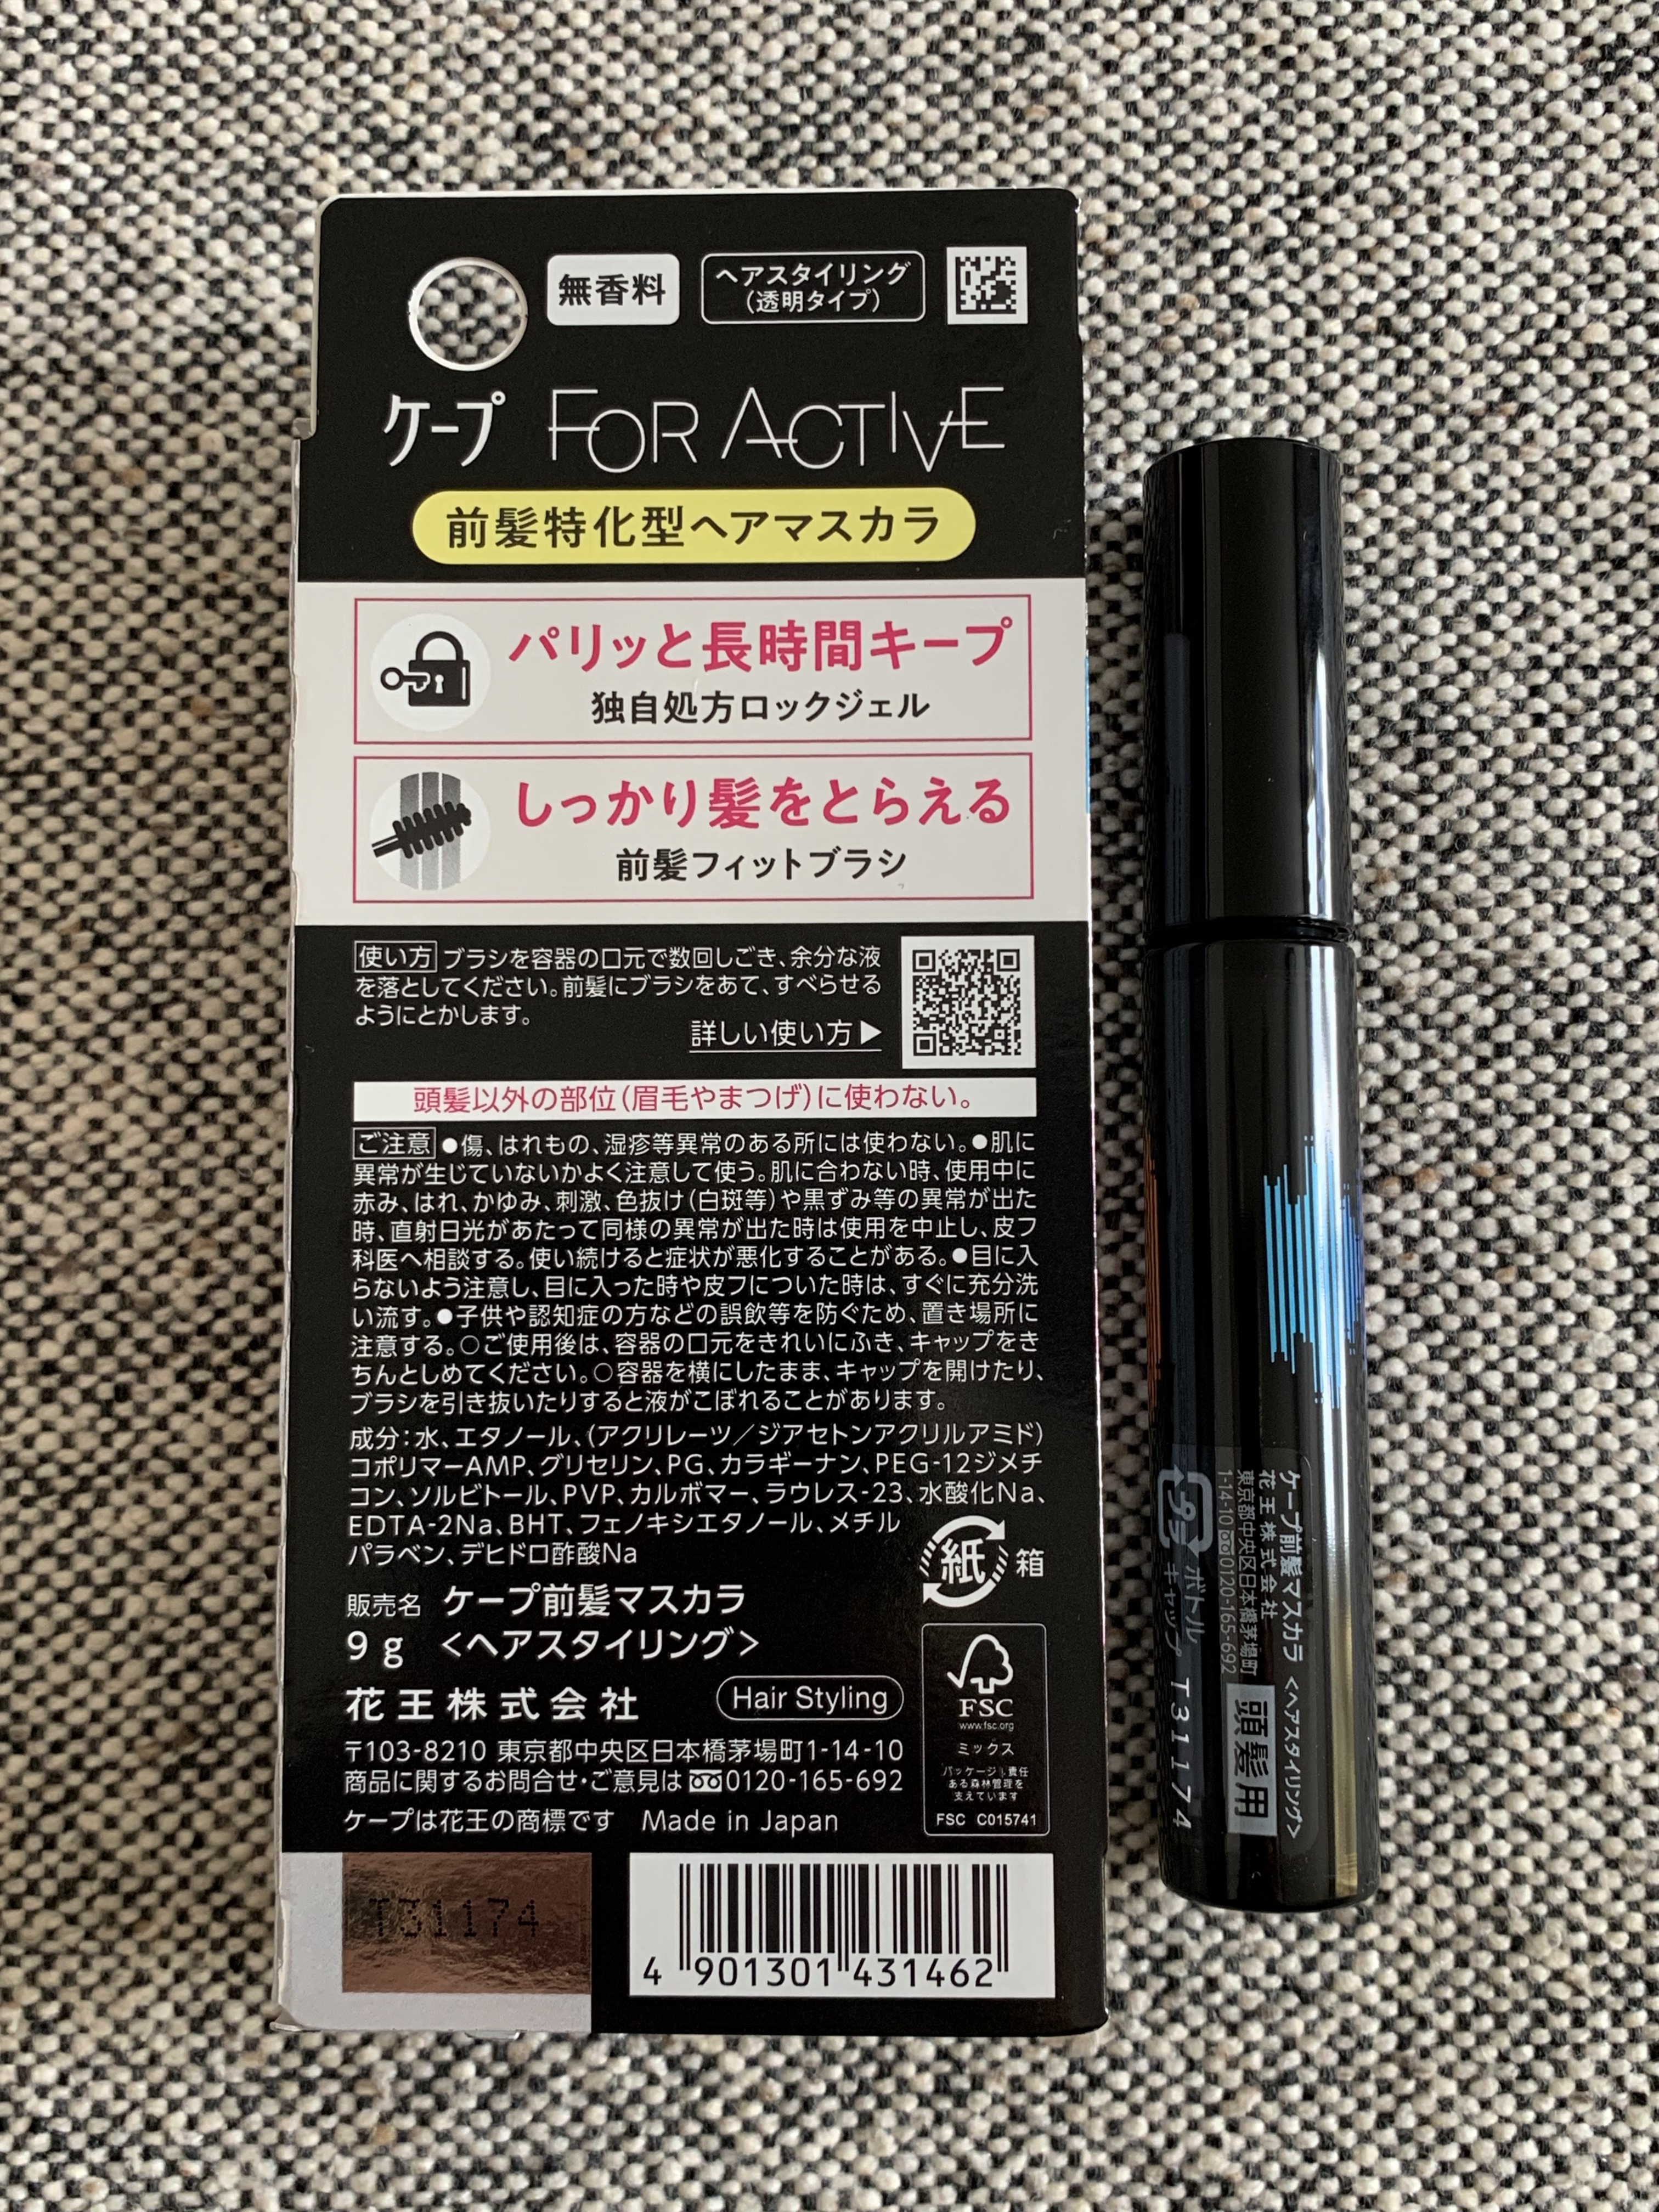 無香料
ヘアスタイリング
(透明タイプ)
ケープ FOR ACTIVE
前髪特化型ヘアマスカラ
パリッと長時間キープ
独自処方ロックジェル
しっかり髪をとらえる
前髪フィットブラシ
使い方 ブラシを容器の口元で数回しごき、余分な液
を落としてください。前髪にブラシをあて、すべらせる
ようにとかします。
詳しい使い方▶
頭髪以外の部位(眉毛やまつげ)に使わない。
ご注意 ●傷、はれもの、湿疹等異常のある所には使わない。●肌に
異常が生じていないかよく注意して使う。肌に合わない時、使用中に
赤み、はれ、かゆみ、刺激、色抜け(白斑等)や黒ずみ等の異常が出た
時、直射日光があたって同様の異常が出た時は使用を中止し、皮フ
科医へ相談する。使い続けると症状が悪化することがある。●目に入
らないよう注意し、目に入った時や皮フについた時は、すぐに充分洗
い流す。●子供や認知症の方などの誤飲等を防ぐため、置き場所に
注意する。○ご使用後は、容器の口元をきれいにふき、キャップをき
ちんとしめてください。○容器を横にしたまま、キャップを開けたり、
ブラシを引き抜いたりすると液がこぼれることがあります。
成分:水、エタノール、(アクリレーツ/ジアセトンアクリルアミド)
コポリマーAMP、グリセリン、PG、カラギーナン、PEG-12ジメチ
コン、ソルビトール、PVP、カルボマー、ラウレス-23、水酸化Na、
EDTA-2Na、BHT、フェノキシエタノール、メチル
パラベン、デヒドロ酢酸Na
紙 箱
販売名 ケープ前髪マスカラ
9 g <ヘアスタイリング>
花王株式会社 Hair Styling
〒103-8210 東京都中央区日本橋茅場町1-14-10
商品に関するお問合せ・ご意見は 0120-165-692
ケープは花王の商標です Made in Japan
FSC
www.fsc.org
ミックス
パッケージ|責任
ある森林管理を
支えています
FSC C015741
T31174
4 901301 431462
ケープ前髪マスカラ <ヘアスタイリング>
花王株式会社
東京都中央区日本橋茅場町
1-14-10 0120-165-692
頭髪用
プラ ボトル
キャップ T31174